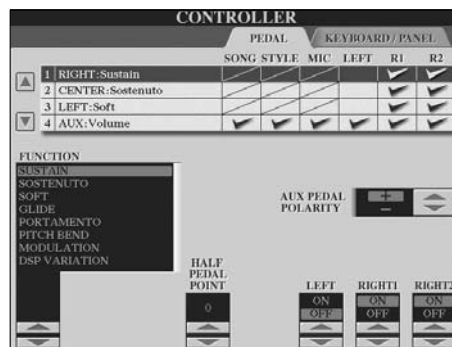 CONTROLLER
PEDAL KEYBOARD / PANEL
SONG STYLE MIC LEFT R1 R2
1 RIGHT:Sustain
2 CENTER:Sostenuto
3 LEFT:Soft
4 AUX:Volume
FUNCTION
SUSTAIN
SOSTENUTO
SOFT
GLIDE
PORTAMENTO
PITCH BEND
MODULATION
DSP VARIATION
AUX PEDAL
POLARITY
+
−
HALF
PEDAL
POINT
0
LEFT RIGHT1 RIGHT2
ON ON ON
OFF OFF OFF